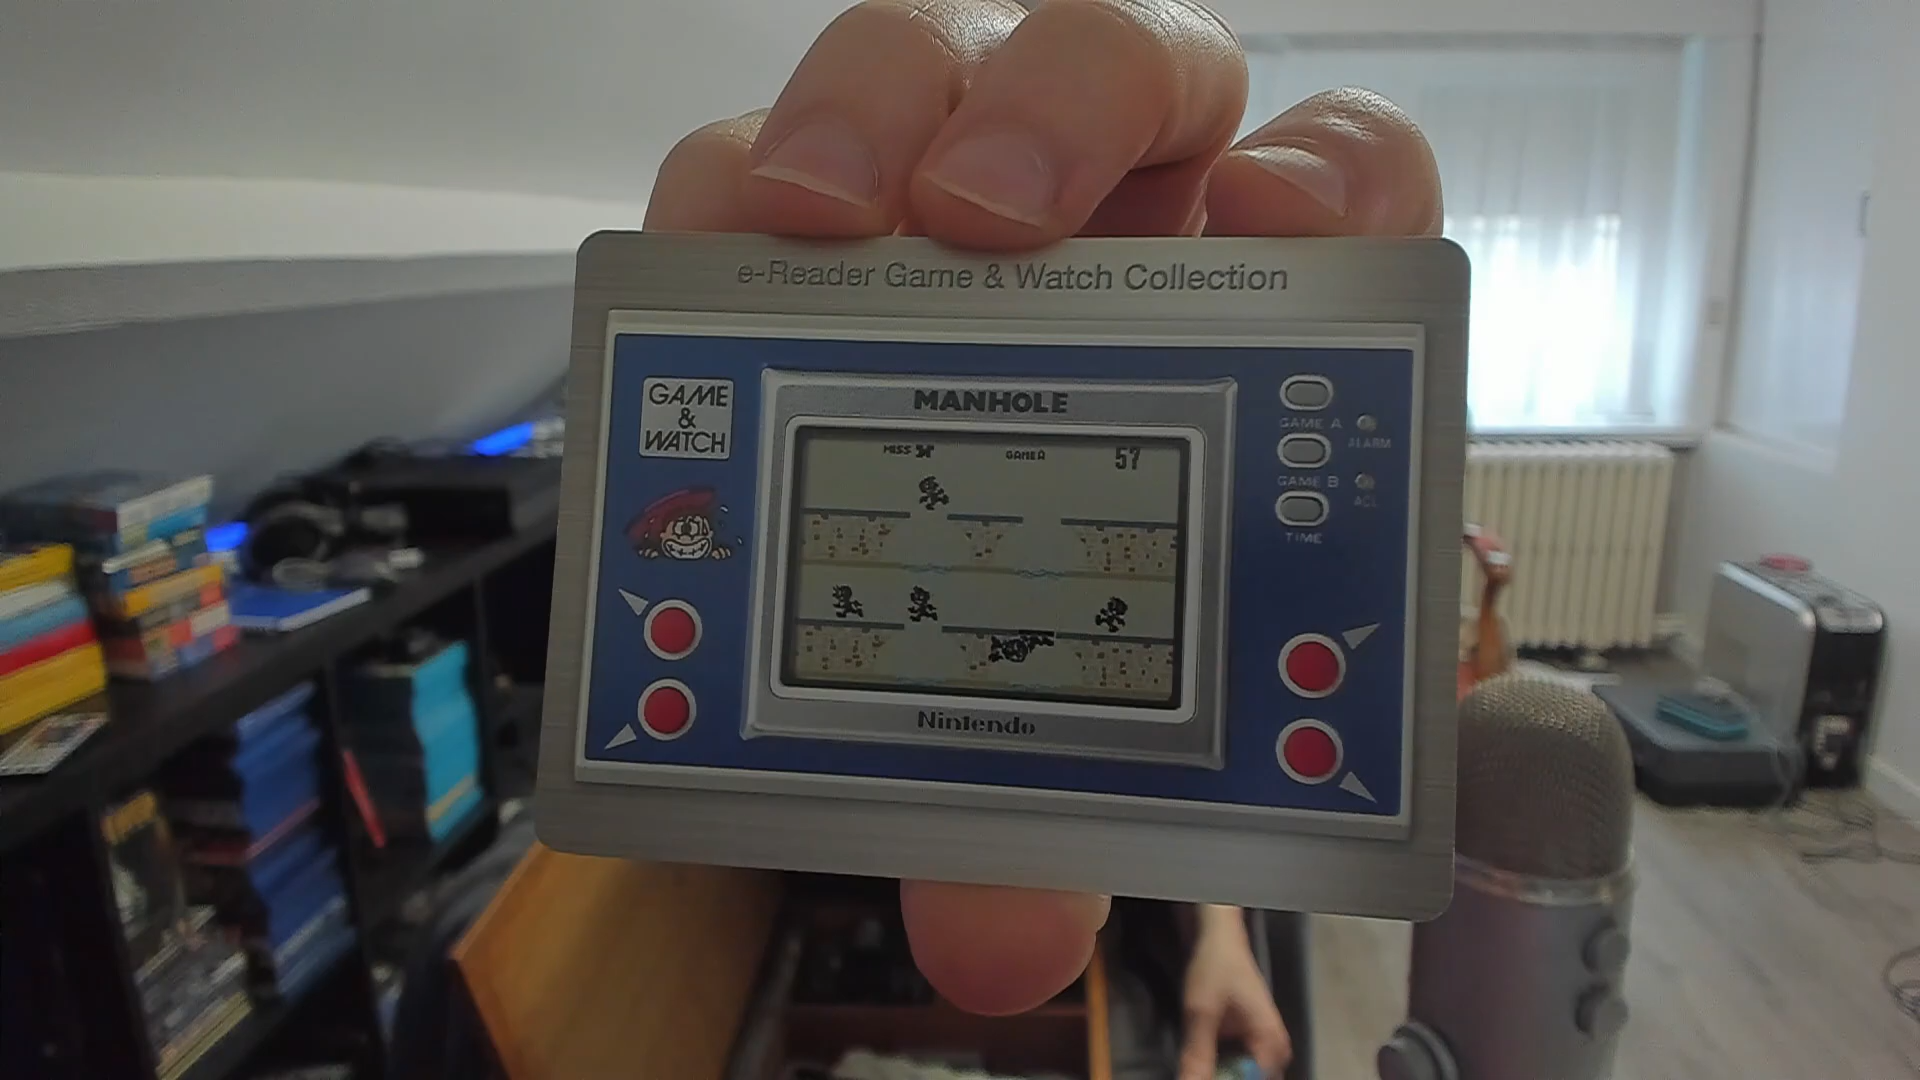 e-Reader Game & Watch Collection
GAME
&
WATCH
MANHOLE
MISS
GAME A
57
GAME A
ALARM
GAME B
ACL
TIME
Nintendo